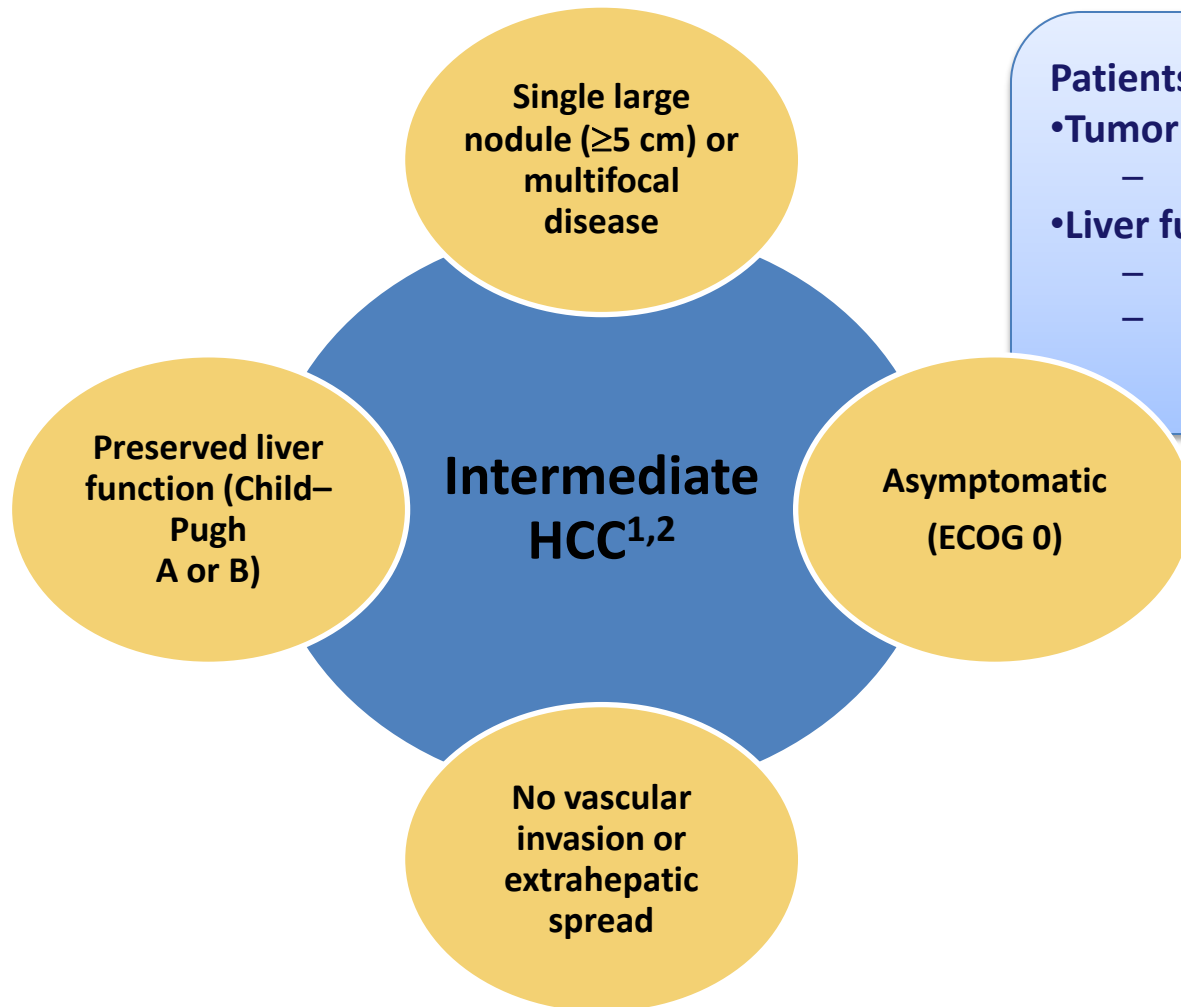 Single large
nodule (≥5 cm) or
multifocal
disease
Patients
•Tumor
–
•Liver fu
–
–
Preserved liver
function (Child–
Pugh
A or B)
Intermediate
HCC1,2
Asymptomatic
(ECOG 0)
No vascular
invasion or
extrahepatic
spread